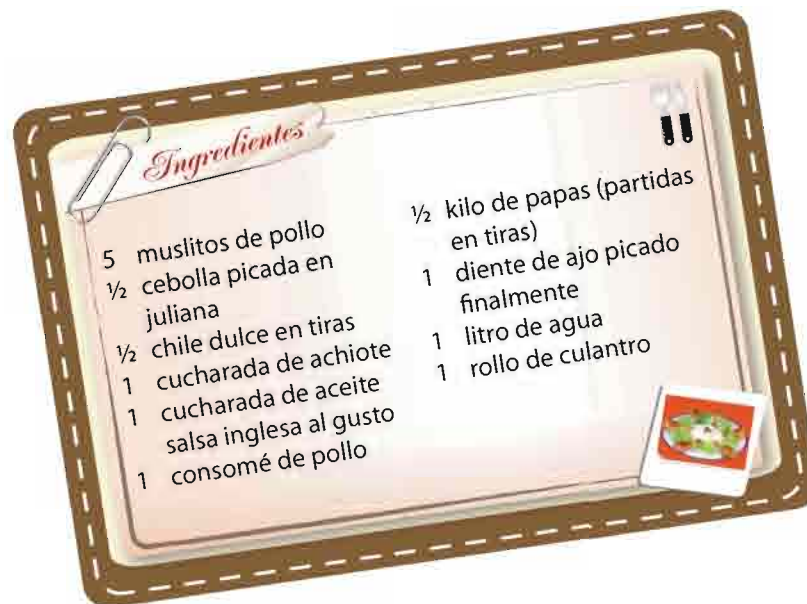 Ingredientes
5 muslitos de pollo
½ cebolla picada en
juliana
½ chile dulce en tiras
1 cucharada de achiote
1 cucharada de aceite
salsa inglesa al gusto
1 consomé de pollo
½ kilo de papas (partidas
en tiras)
1 diente de ajo picado
finalmente
1 litro de agua
1 rollo de culantro